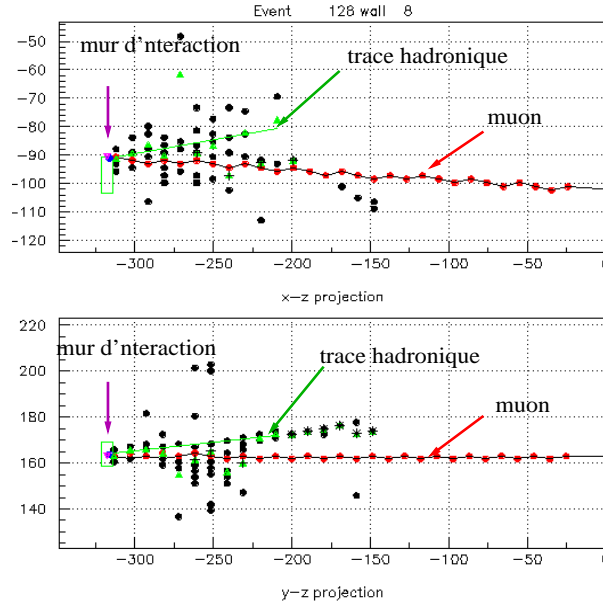 Event 128 wall 8
mur d'nteraction
trace hadronique
muon
-50
-60
-70
-80
-90
-100
-110
-120
-300 -250 -200 -150 -100 -50 0
x-z projection
220
200
180
160
140
mur d'nteraction
trace hadronique
muon
-300 -250 -200 -150 -100 -50 0
y-z projection